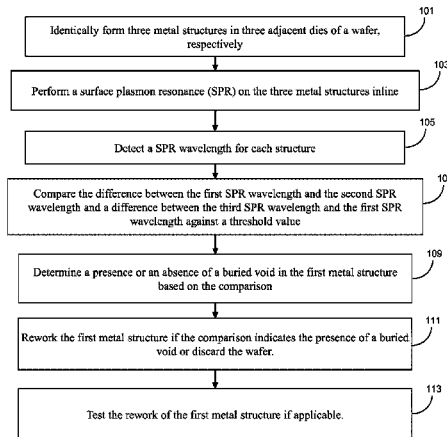 101
Identically form three metal structures in three adjacent dies of a wafer,
respectively
103
Perform a surface plasmon resonance (SPR) on the three metal structures inline
105
Detect a SPR wavelength for each structure
10
Compare the difference between the first SPR wavelength and the second SPR
wavelength and a difference between the third SPR wavelength and the first SPR
wavelength against a threshold value
109
Determine a presence or an absence of a buried void in the first metal structure
based on the comparison
111
Rework the first metal structure if the comparison indicates the presence of a buried
void or discard the wafer.
113
Test the rework of the first metal structure if applicable.